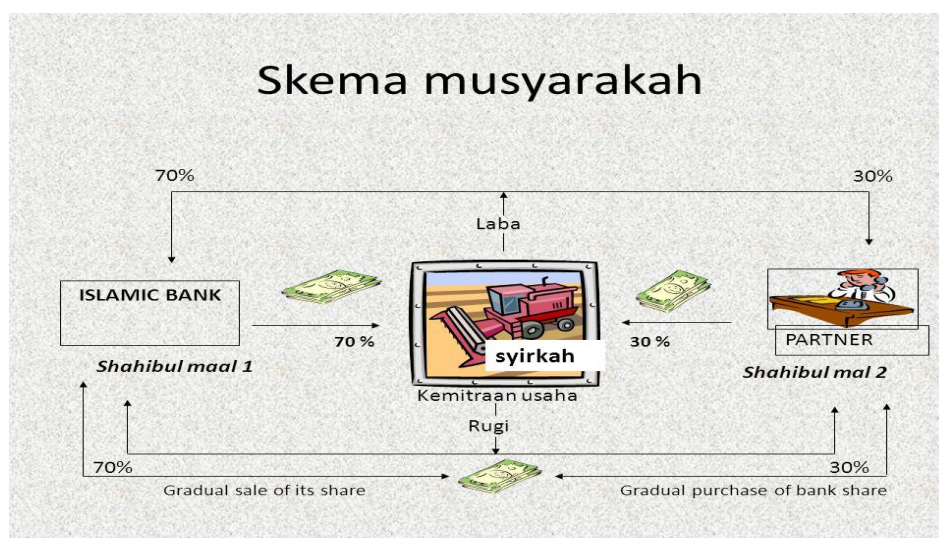 Skema musyarakah
70%
30%
Laba
ISLAMIC BANK
70 %
syirkah
30 %
PARTNER
Shahibul maal 1
Shahibul mal 2
Kemitraan usaha
Rugi
70%
30%
Gradual sale of its share
Gradual purchase of bank share